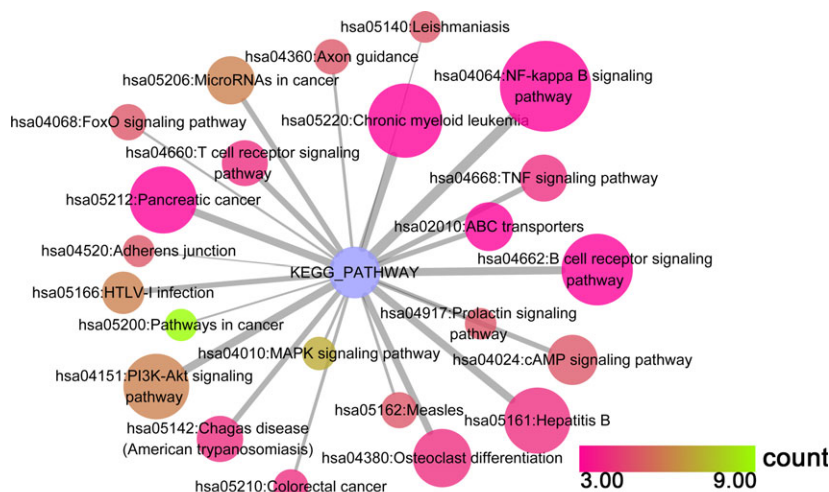 hsa05140:Leishmaniasis
hsa04360:Axon guidance
hsa05206:MicroRNAs in cancer
hsa04064:NF-kappa B signaling
pathway
hsa04068:FoxO signaling pathway
hsa05220:Chronic myeloid leukemia
hsa04660:T cell receptor signaling
pathway
hsa04668:TNF signaling pathway
hsa05212:Pancreatic cancer
hsa02010:ABC transporters
hsa04520:Adherens junction
KEGG_PATHWAY
hsa04662:B cell receptor signaling
pathway
hsa05166:HTLV-I infection
hsa05200:Pathways in cancer
hsa04917:Prolactin signaling
pathway
hsa04010:MAPK signaling pathway
hsa04024:cAMP signaling pathway
hsa04151:PI3K-Akt signaling
pathway
hsa05162:Measles
hsa05161:Hepatitis B
hsa05142:Chagas disease
(American trypanosomiasis)
hsa04380:Osteoclast differentiation
hsa05210:Colorectal cancer
count
3.00
9.00